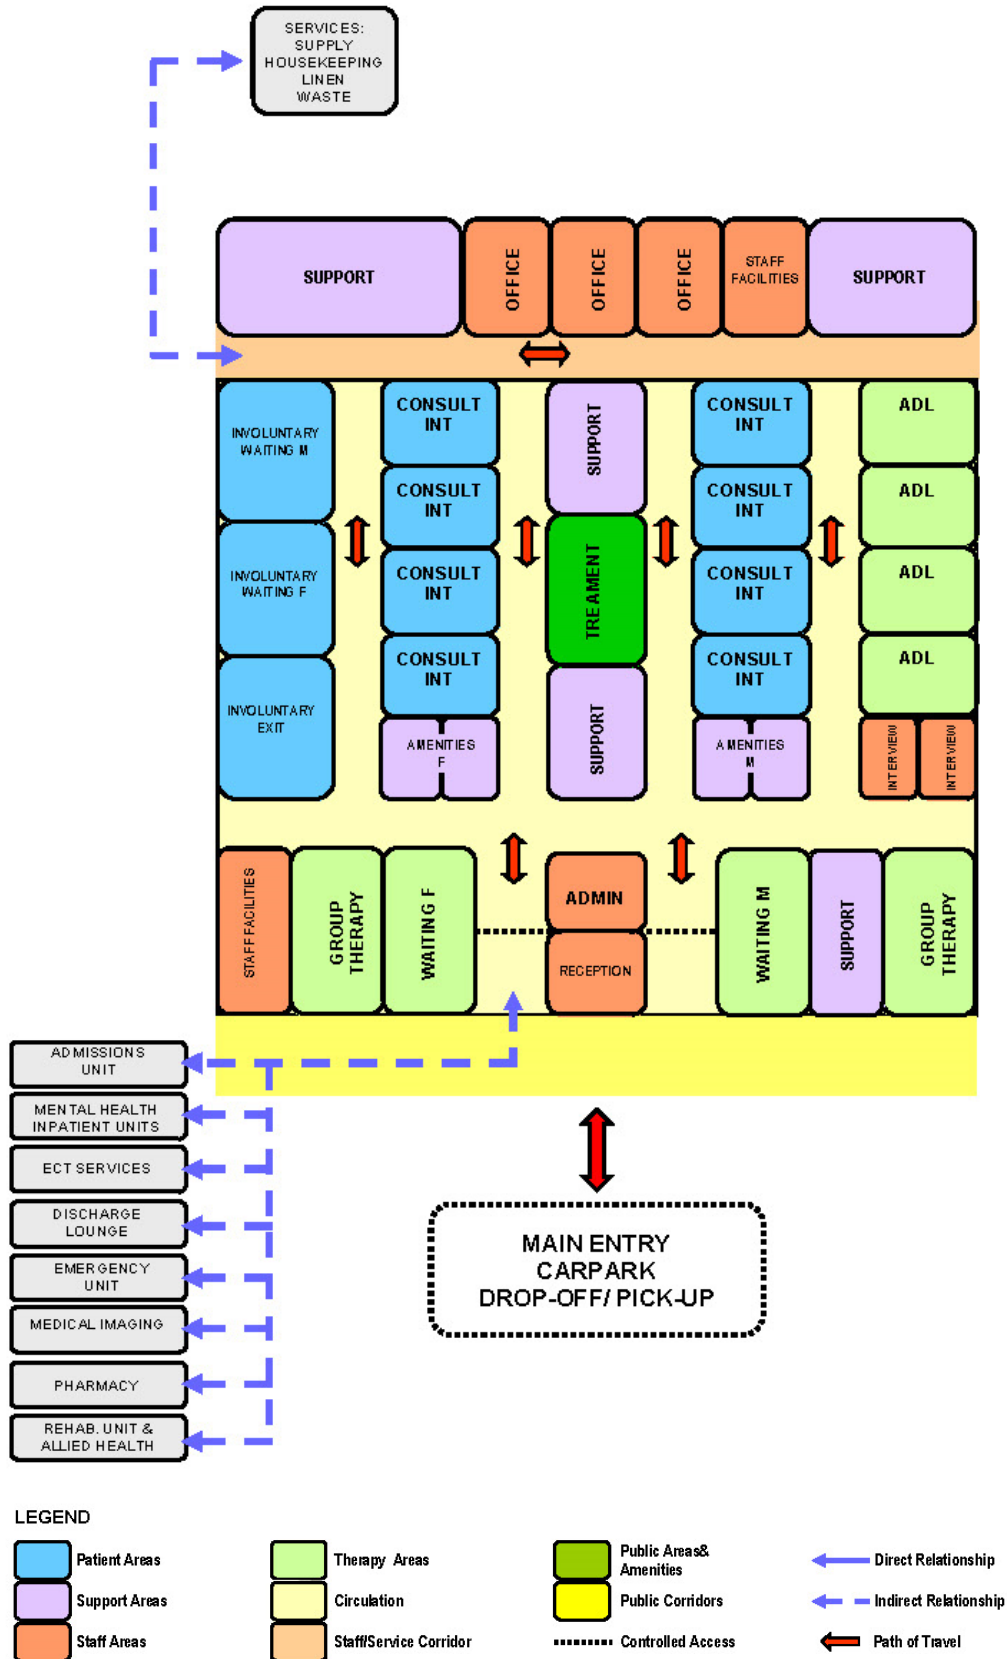 SERVICES:
SUPPLY
HOUSEKEEPING
LINEN
WASTE
SUPPORT
OFFICE
OFFICE
OFFICE
STAFF
FACILITIES
SUPPORT
INVOLUNTARY
WAITING M
CONSULT
INT
SUPPORT
CONSULT
INT
ADL
CONSULT
INT
CONSULT
INT
ADL
INVOLUNTARY
WAITING F
CONSULT
INT
TREAMENT
CONSULT
INT
ADL
CONSULT
INT
CONSULT
INT
ADL
INVOLUNTARY
EXIT
AMENITIES
F
SUPPORT
AMENITIES
M
INTERVIEW
INTERVIEW
STAFF FACILITIES
GROUP
THERAPY
WAITING F
ADMIN
RECEPTION
WAITING M
SUPPORT
GROUP
THERAPY
ADMISSIONS
UNIT
MENTAL HEALTH
INPATIENT UNITS
ECT SERVICES
DISCHARGE
LOUNGE
EMERGENCY
UNIT
MEDICAL IMAGING
PHARMACY
REHAB. UNIT &
ALLIED HEALTH
MAIN ENTRY
CARPARK
DROP-OFF/ PICK-UP
LEGEND
Patient Areas
Therapy Areas
Public Areas&
Amenities
Direct Relationship
Support Areas
Circulation
Public Corridors
Indirect Relationship
Staff Areas
Staff/Service Corridor
Controlled Access
Path of Travel